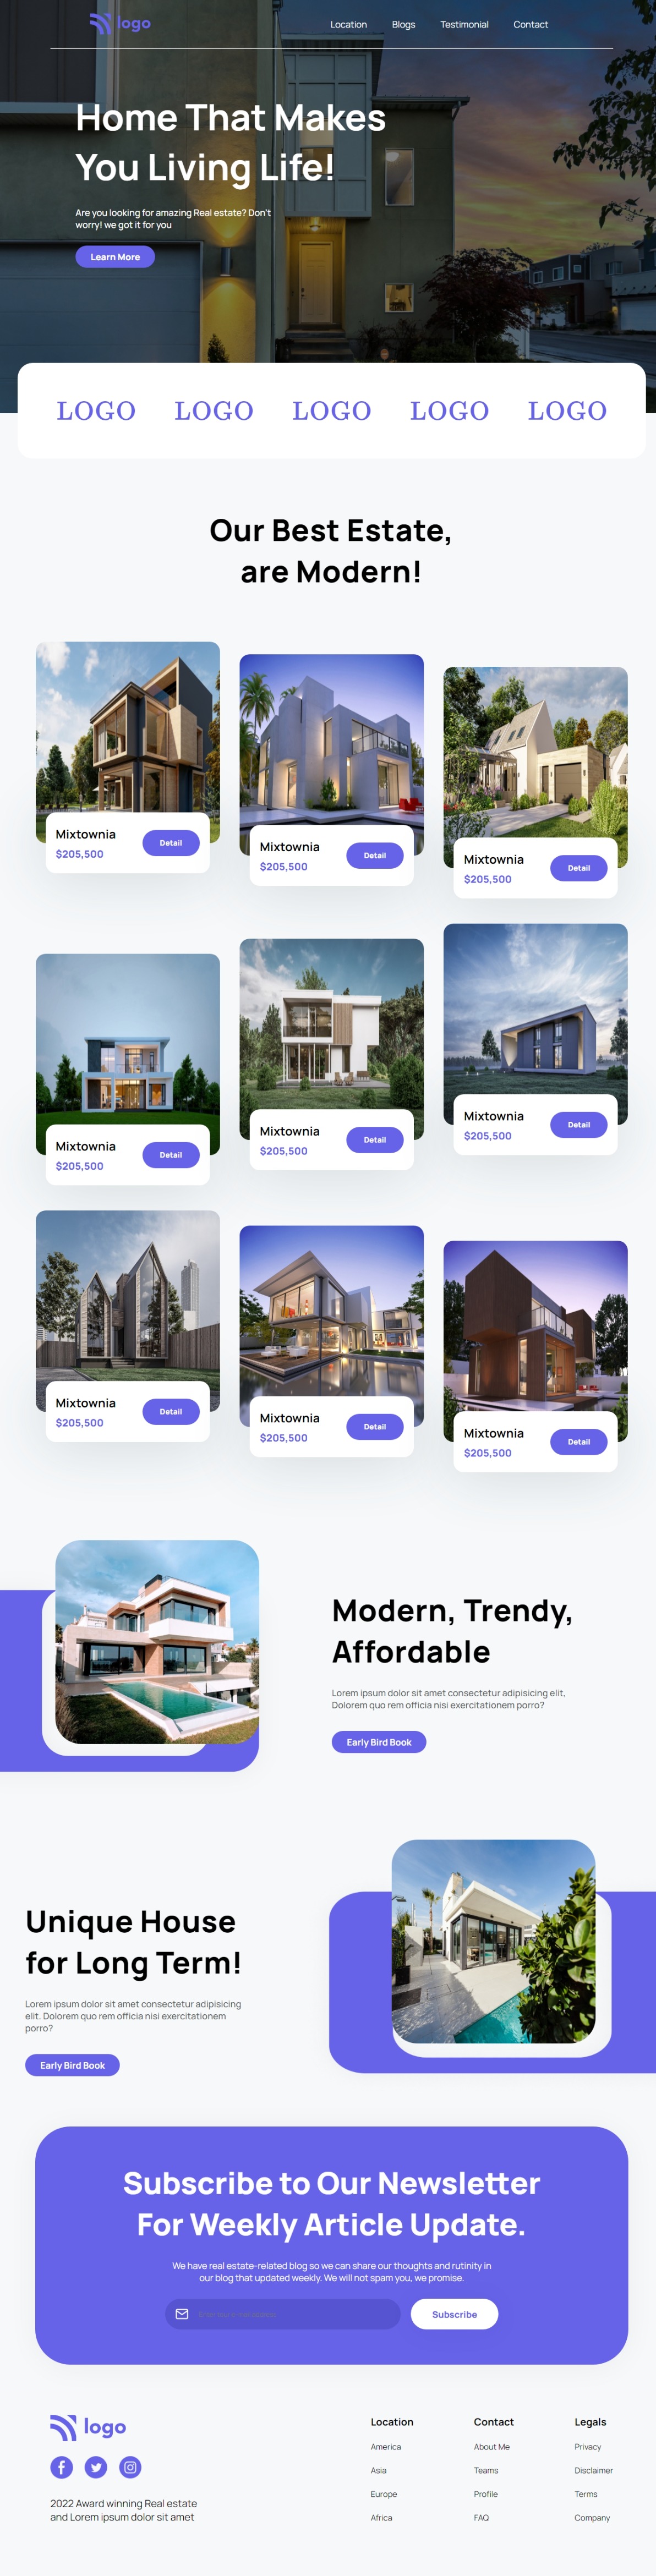 logo
Location Blogs Testimonial Contact
Home That Makes
You Living Life!
Are you looking for amazing Real estate? Don't
worry! we got it for you
Learn More
LOGO LOGO LOGO LOGO LOGO
Our Best Estate,
are Modern!
Mixtownia
$205,500
Detail
Mixtownia
$205,500
Detail
Mixtownia
$205,500
Detail
Mixtownia
$205,500
Detail
Mixtownia
$205,500
Detail
Mixtownia
$205,500
Detail
Mixtownia
$205,500
Detail
Mixtownia
$205,500
Detail
Mixtownia
$205,500
Detail
Modern, Trendy,
Affordable
Lorem ipsum dolor sit amet consectetur adipisicing elit,
Dolorem quo rem officia nisi exercitationem porro?
Early Bird Book
Unique House
for Long Term!
Lorem ipsum dolor sit amet consectetur adipisicing
elit. Dolorem quo rem officia nisi exercitationem
porro?
Early Bird Book
Subscribe to Our Newsletter
For Weekly Article Update.
We have real estate-related blog so we can share our thoughts and rutinity in
our blog that updated weekly. We will not spam you, we promise.
Subscribe
logo
2022 Award winning Real estate
and Lorem ipsum dolor sit amet
Location
America
Asia
Europe
Africa
Contact
About Me
Teams
Profile
FAQ
Legals
Privacy
Disclaimer
Terms
Company